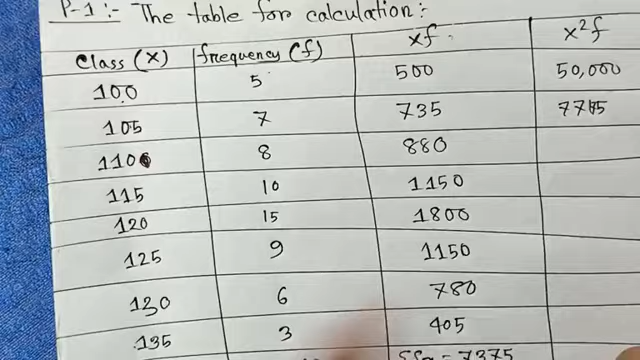 P-1 :- The table for calculation :
Class (X) frequency (f) xf x²f
100 5 500 50,000
105 7 735
110 8 880
115 10 1150
120 15 1800
125 9 1150
130 6 780
135 3 405
= 7375